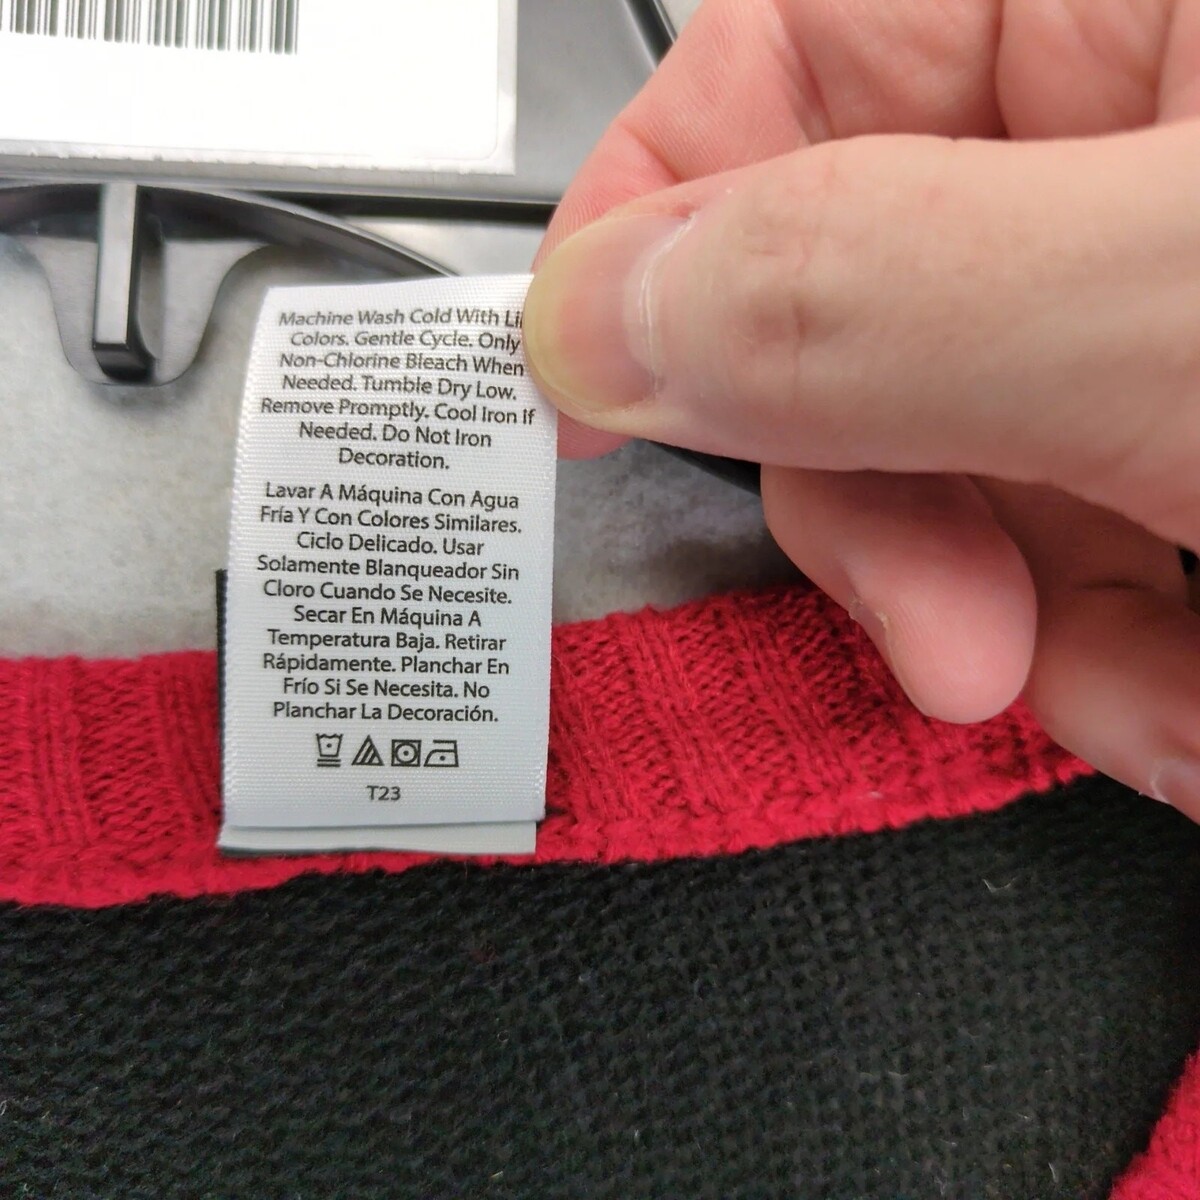 Machine Wash Cold With
Colors. Gentle Cycle. Only
Non-Chlorine Bleach When
Needed. Tumble Dry Low.
Remove Promptly. Cool Iron If
Needed. Do Not Iron
Decoration.
Lavar A Máquina Con Agua
Fría Y Con Colores Similares.
Ciclo Delicado. Usar
Solamente Blanqueador Sin
Cloro Cuando Se Necesite.
Secar En Máquina A
Temperatura Baja. Retirar
Rápidamente. Planchar En
Frío Si Se Necesita. No
Planchar La Decoración.
T23